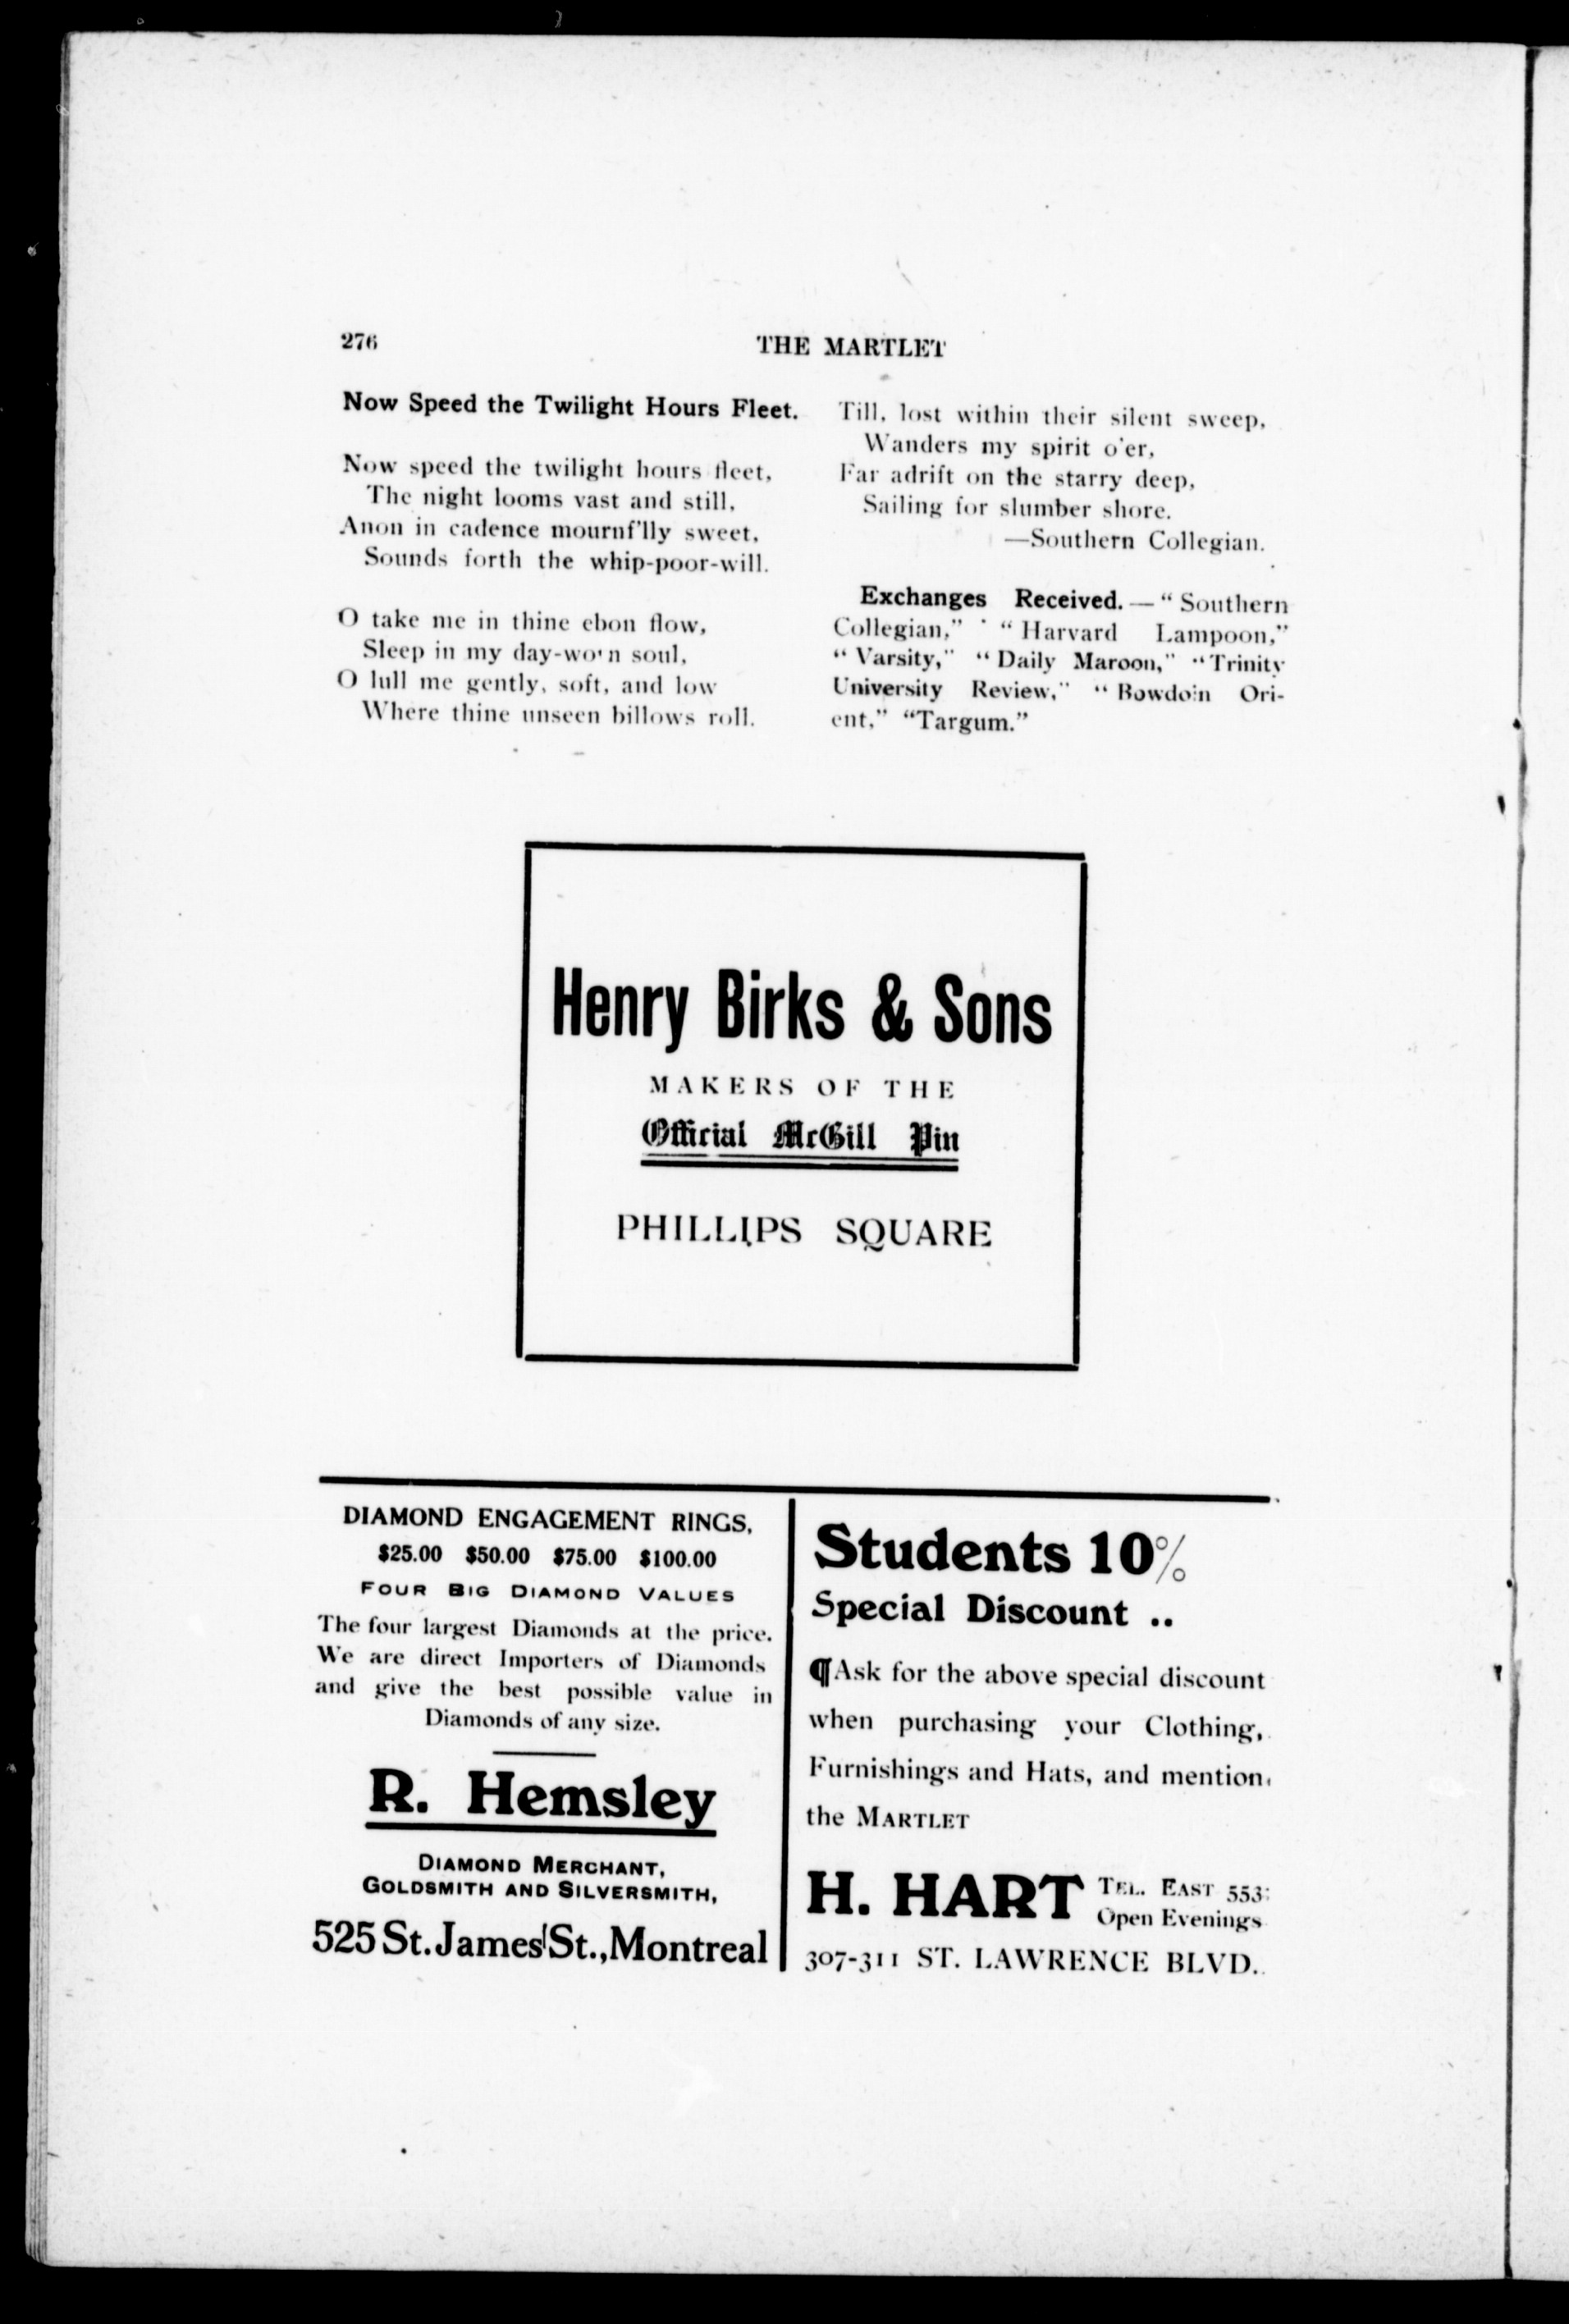 276
THE MARTLET
Now Speed the Twilight Hours Fleet.
Now speed the twilight hours fleet,
The night looms vast and still,
Anon in cadence mournf'lly sweet,
Sounds forth the whip-poor-will.
O take me in thine ebon flow,
Sleep in my day-worn soul,
O lull me gently, soft, and low
Where thine unseen billows roll.
Till, lost within their silent sweep,
Wanders my spirit o'er,
Far adrift on the starry deep,
Sailing for slumber shore.
—Southern Collegian.
Exchanges Received.—"Southern
Collegian," "Harvard Lampoon,"
"Varsity," "Daily Maroon," "Trinity
University Review," "Bowdoin Ori-
ent," "Targum."
Henry Birks & Sons
MAKERS OF THE
Official McGill Pin
PHILLIPS SQUARE
DIAMOND ENGAGEMENT RINGS,
$25.00 $50.00 $75.00 $100.00
FOUR BIG DIAMOND VALUES
The four largest Diamonds at the price.
We are direct Importers of Diamonds
and give the best possible value in
Diamonds of any size.
R. Hemsley
DIAMOND MERCHANT,
GOLDSMITH AND SILVERSMITH,
525 St. James St., Montreal
Students 10%
Special Discount ..
¶Ask for the above special discount
when purchasing your Clothing,
Furnishings and Hats, and mention
the MARTLET
H. HART
TEL. EAST
Open Evenings
307-311 ST. LAWRENCE BLVD.